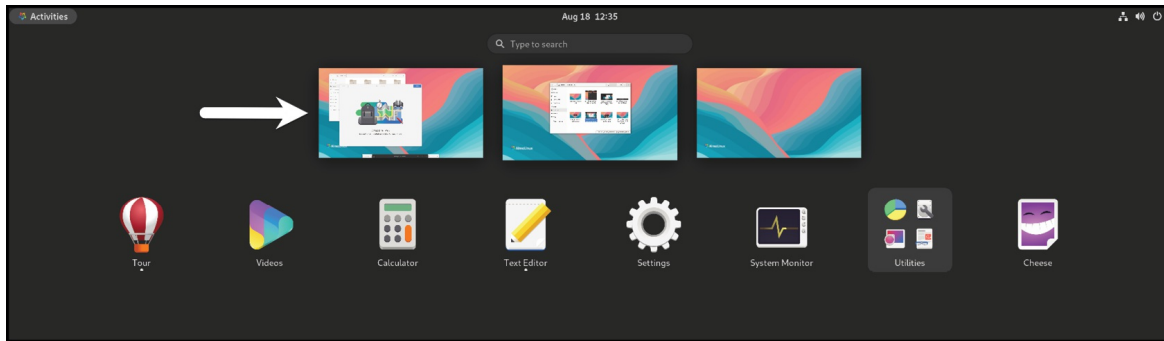 Activities
Aug 18 12:35
Type to search
Tour
Videos
Calculator
Text Editor
Settings
System Monitor
Utilities
Cheese